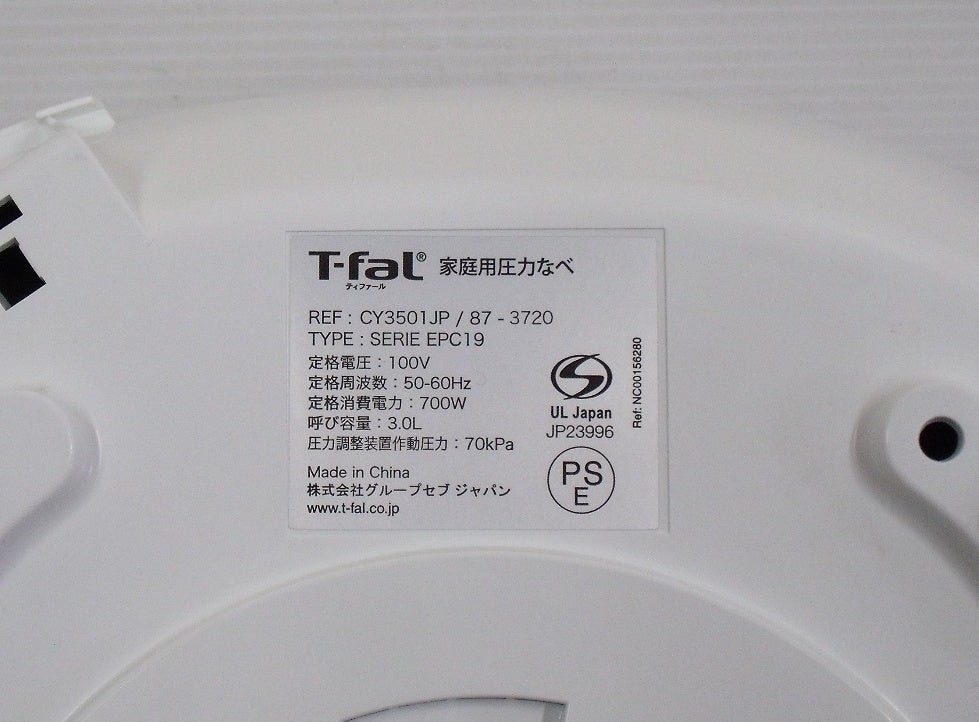 T-fal® 家庭用圧力なべ
ティファール
REF : CY3501JP / 87 - 3720
TYPE : SERIE EPC19
定格電圧：100V
定格周波数：50-60Hz
定格消費電力：700W
呼び容量：3.0L
圧力調整装置作動圧力：70kPa
Made in China
株式会社グループセブ ジャパン
www.t-fal.co.jp
S
UL Japan
JP23996
PS
E
Ref: NC00156280